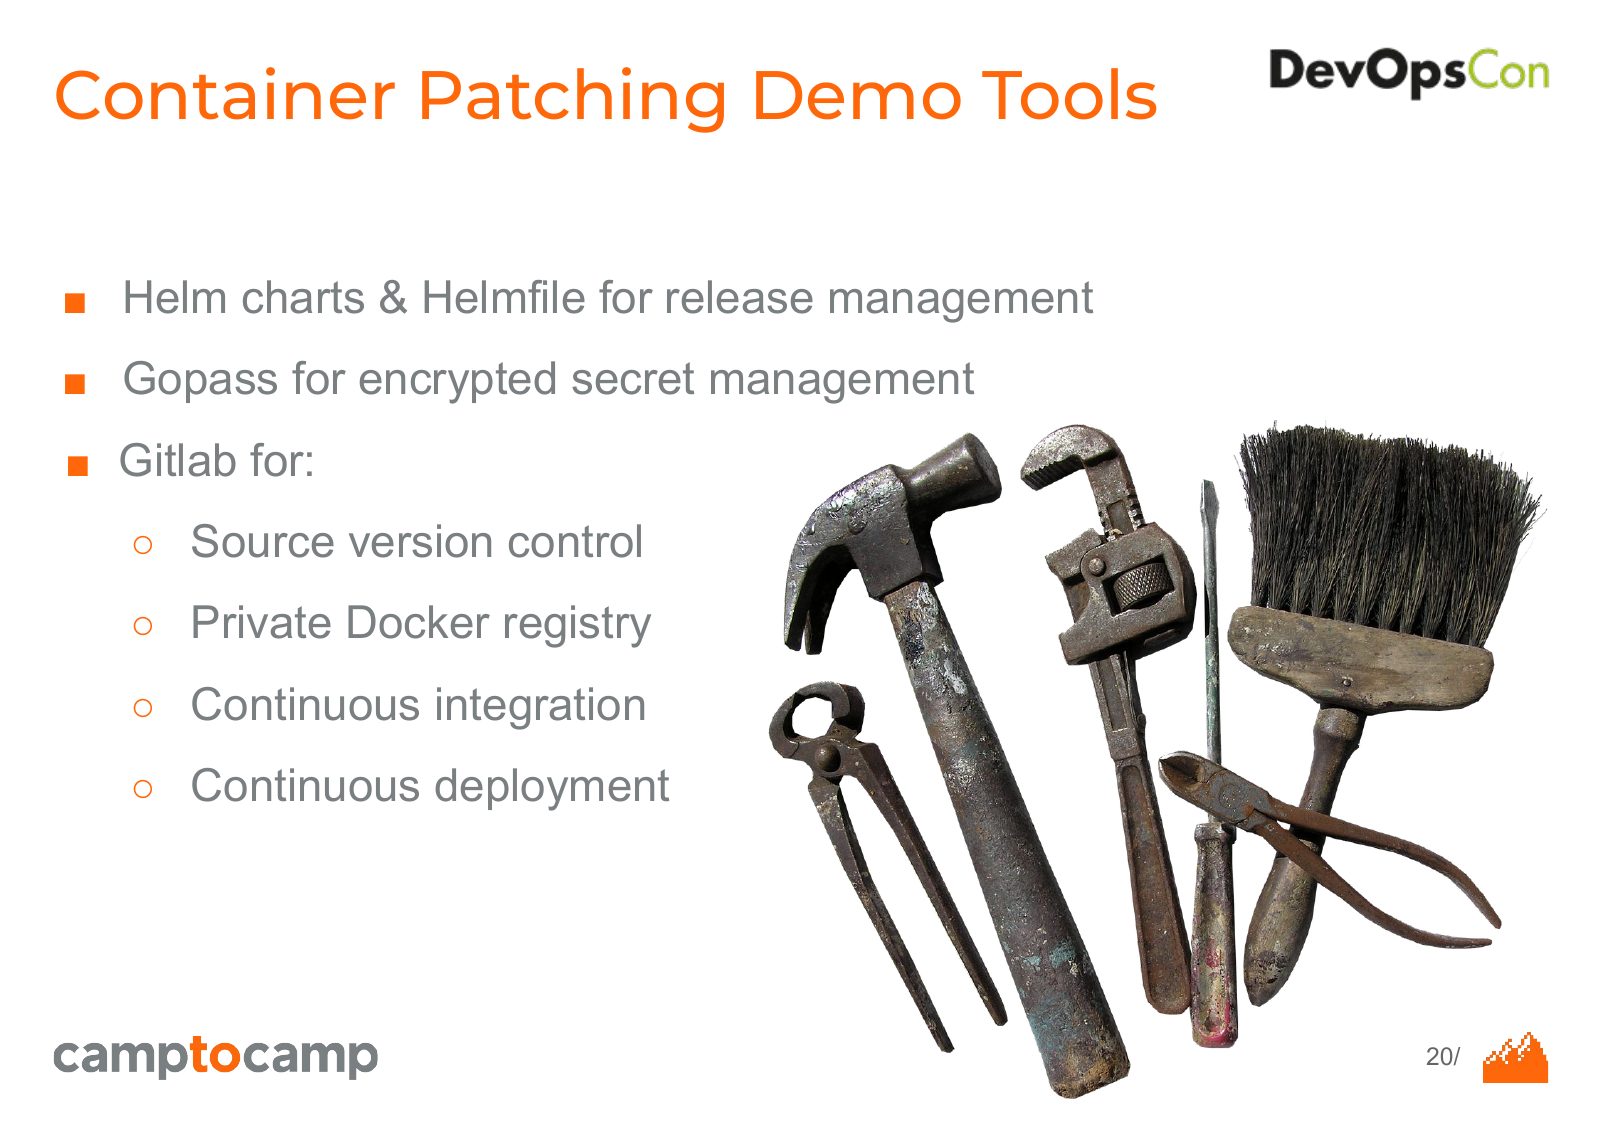 Container Patching Demo Tools
DevOpsCon
■ Helm charts & Helmfile for release management
■ Gopass for encrypted secret management
■ Gitlab for:
○ Source version control
○ Private Docker registry
○ Continuous integration
○ Continuous deployment
camptocamp
20/